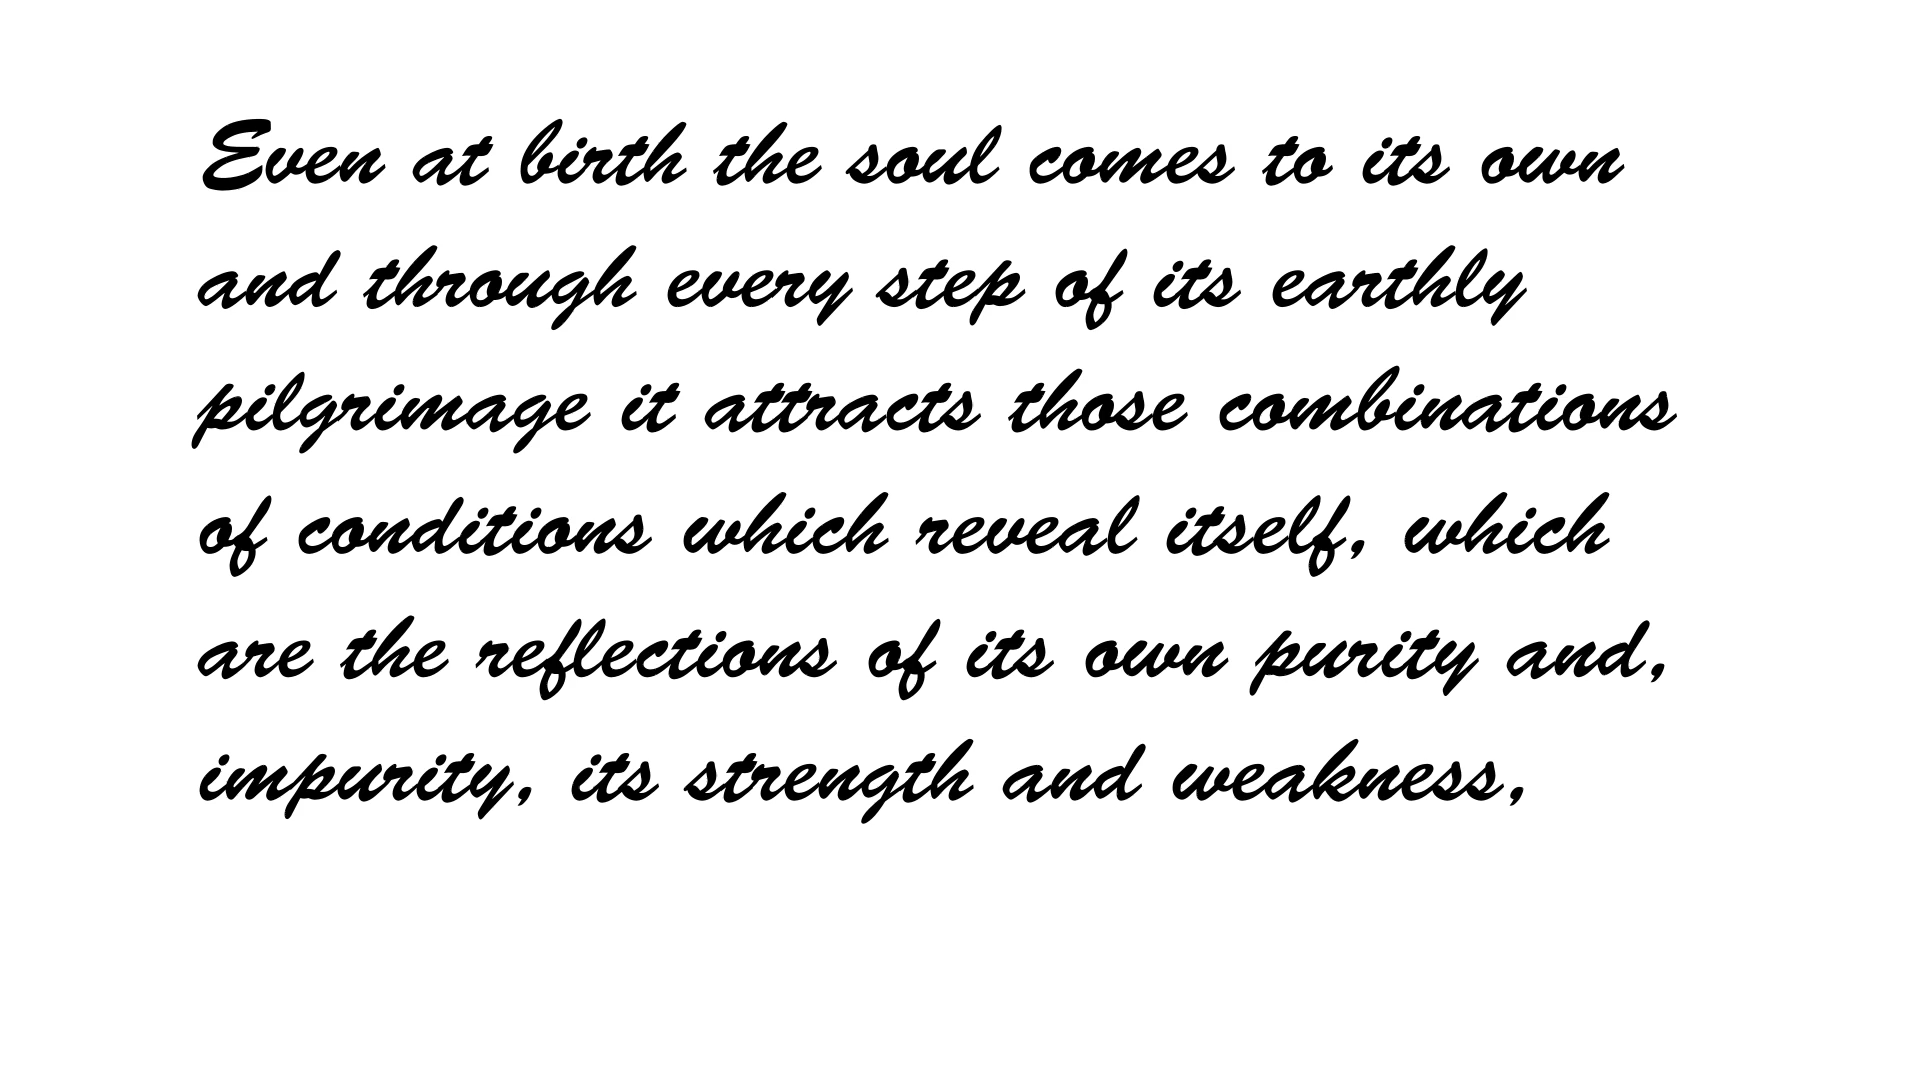 Even at birth the soul comes to its own
and through every step of its earthly
pilgrimage it attracts those combinations
of conditions which reveal itself, which
are the reflections of its own purity and,
impurity, its strength and weakness,